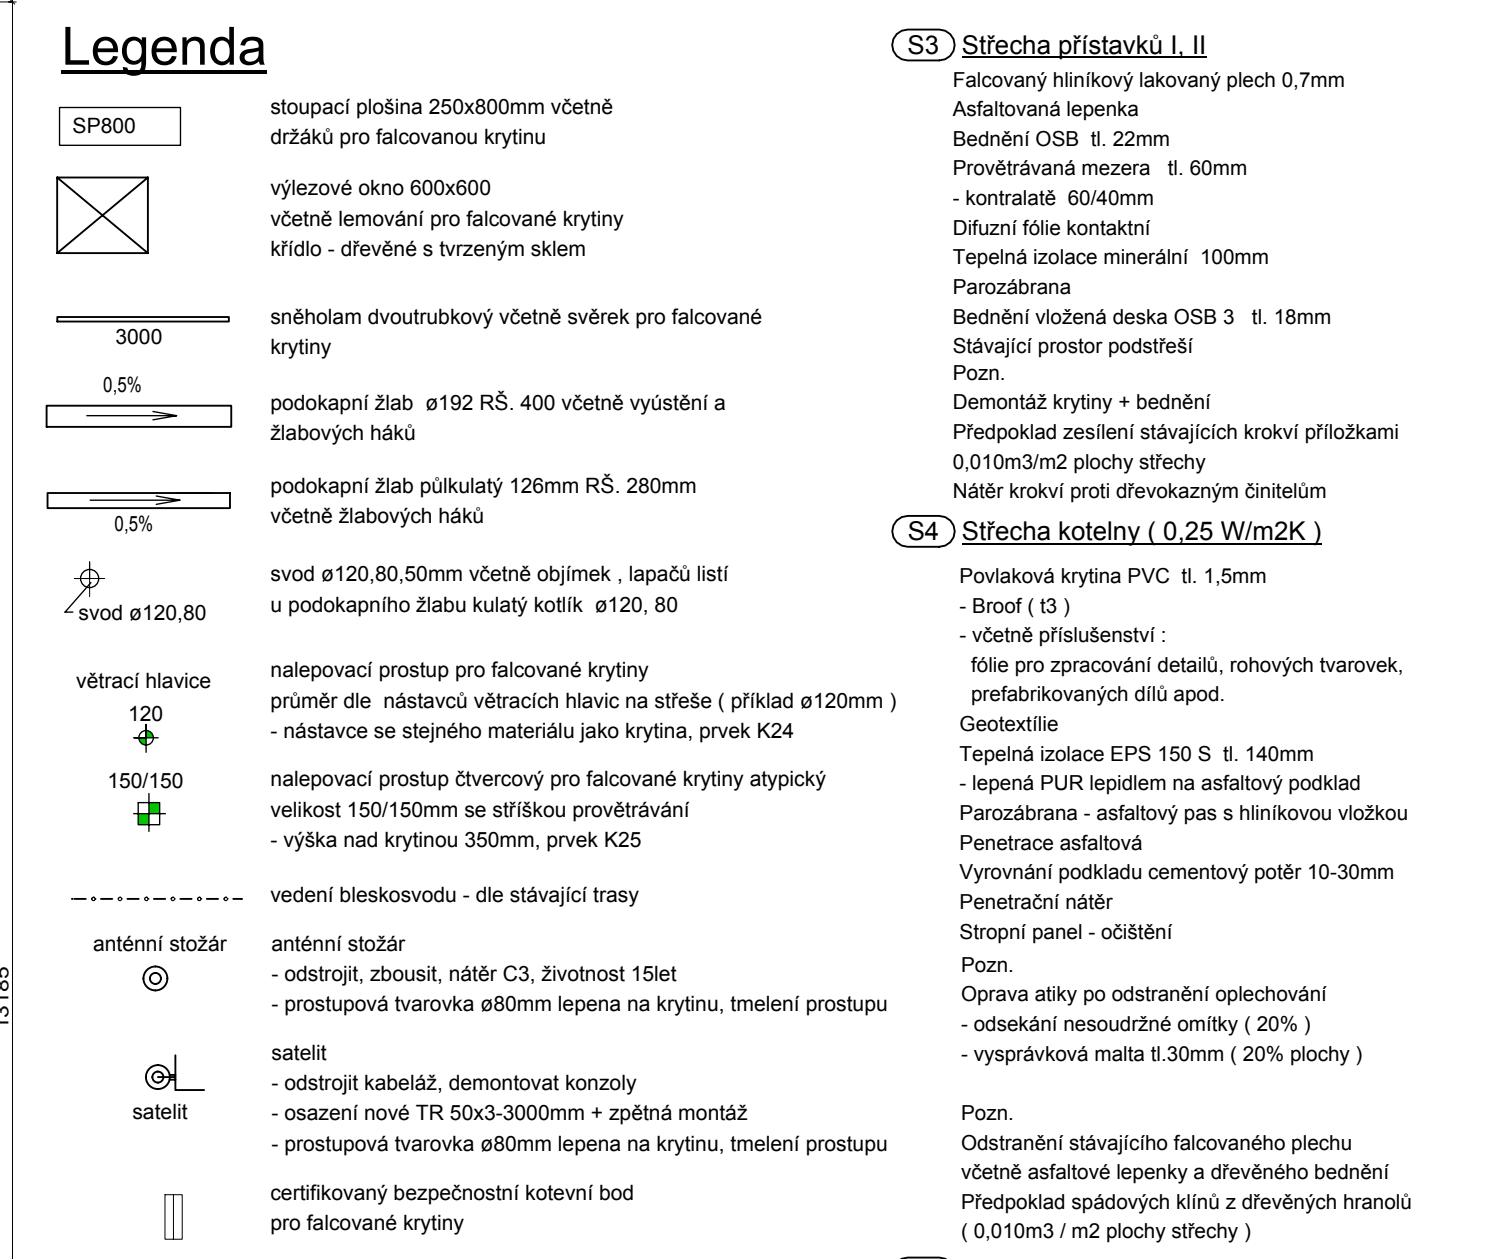 Legenda
SP800
stoupací plošina 250x800mm včetně
držáků pro falcovanou krytinu
výlezové okno 600x600
včetně lemování pro falcované krytiny
křídlo - dřevěné s tvrzeným sklem
3000
sněholam dvoutrubkový včetně svěrek pro falcované
krytiny
0,5%
podokapní žlab ø192 RŠ. 400 včetně vyústění a
žlabových háků
podokapní žlab půlkulatý 126mm RŠ. 280mm
včetně žlabových háků
0,5%
svod ø120,80,50mm včetně objímek , lapačů listí
u podokapního žlabu kulatý kotlík ø120, 80
svod ø120,80
větrací hlavice
120
nalepovací prostup pro falcované krytiny
průměr dle nástavců větracích hlavic na střeše ( příklad ø120mm )
- nástavce se stejného materiálu jako krytina, prvek K24
150/150
nalepovací prostup čtvercový pro falcované krytiny atypický
velikost 150/150mm se stříškou provětrávání
- výška nad krytinou 350mm, prvek K25
vedení bleskosvodu - dle stávající trasy
anténní stožár
anténní stožár
- odstrojit, zbousit, nátěr C3, životnost 15let
- prostupová tvarovka ø80mm lepena na krytinu, tmelení prostupu
satelit
satelit
- odstrojit kabeláž, demontovat konzoly
- osazení nové TR 50x3-3000mm + zpětná montáž
- prostupová tvarovka ø80mm lepena na krytinu, tmelení prostupu
certifikovaný bezpečnostní kotevní bod
pro falcované krytiny
13185
S3 Střecha přístavků I, II
Falcovaný hliníkový lakovaný plech 0,7mm
Asfaltovaná lepenka
Bednění OSB tl. 22mm
Provětrávaná mezera tl. 60mm
- kontralatě 60/40mm
Difuzní fólie kontaktní
Tepelná izolace minerální 100mm
Parozábrana
Bednění vložená deska OSB 3 tl. 18mm
Stávající prostor podstřeší
Pozn.
Demontáž krytiny + bednění
Předpoklad zesílení stávajících krokví příložkami
0,010m3/m2 plochy střechy
Nátěr krokví proti dřevokazným činitelům
S4 Střecha kotelny ( 0,25 W/m2K )
Povlaková krytina PVC tl. 1,5mm
- Broof ( t3 )
- včetně příslušenství :
fólie pro zpracování detailů, rohových tvarovek,
prefabrikovaných dílů apod.
Geotextílie
Tepelná izolace EPS 150 S tl. 140mm
- lepená PUR lepidlem na asfaltový podklad
Parozábrana - asfaltový pas s hliníkovou vložkou
Penetrace asfaltová
Vyrovnání podkladu cementový potěr 10-30mm
Penetrační nátěr
Stropní panel - očištění
Pozn.
Oprava atiky po odstranění oplechování
- odsekání nesoudržné omítky ( 20% )
- vysprávková malta tl.30mm ( 20% plochy )
Pozn.
Odstranění stávajícího falcovaného plechu
včetně asfaltové lepenky a dřevěného bednění
Předpoklad spádových klínů z dřevěných hranolů
( 0,010m3 / m2 plochy střechy )